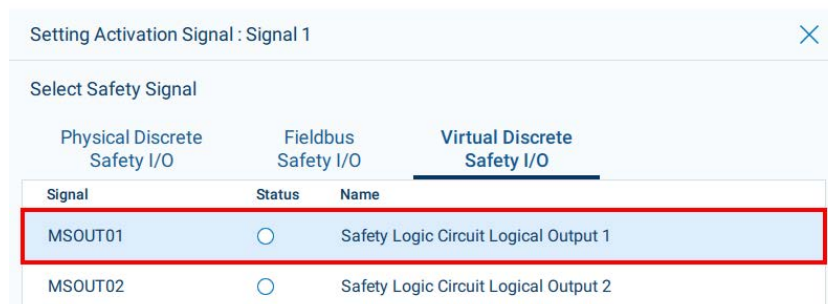 Setting Activation Signal : Signal 1
Select Safety Signal
Physical Discrete Safety I/O
Fieldbus Safety I/O
Virtual Discrete Safety I/O
Signal Status Name
MSOUT01 Safety Logic Circuit Logical Output 1
MSOUT02 Safety Logic Circuit Logical Output 2